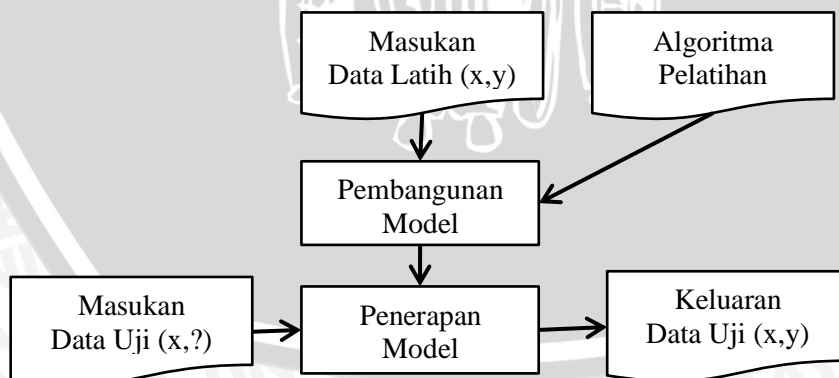 Masukan
Data Latih (x,y)
Algoritma
Pelatihan
Pembangunan
Model
Masukan
Data Uji (x,?)
Penerapan
Model
Keluaran
Data Uji (x,y)